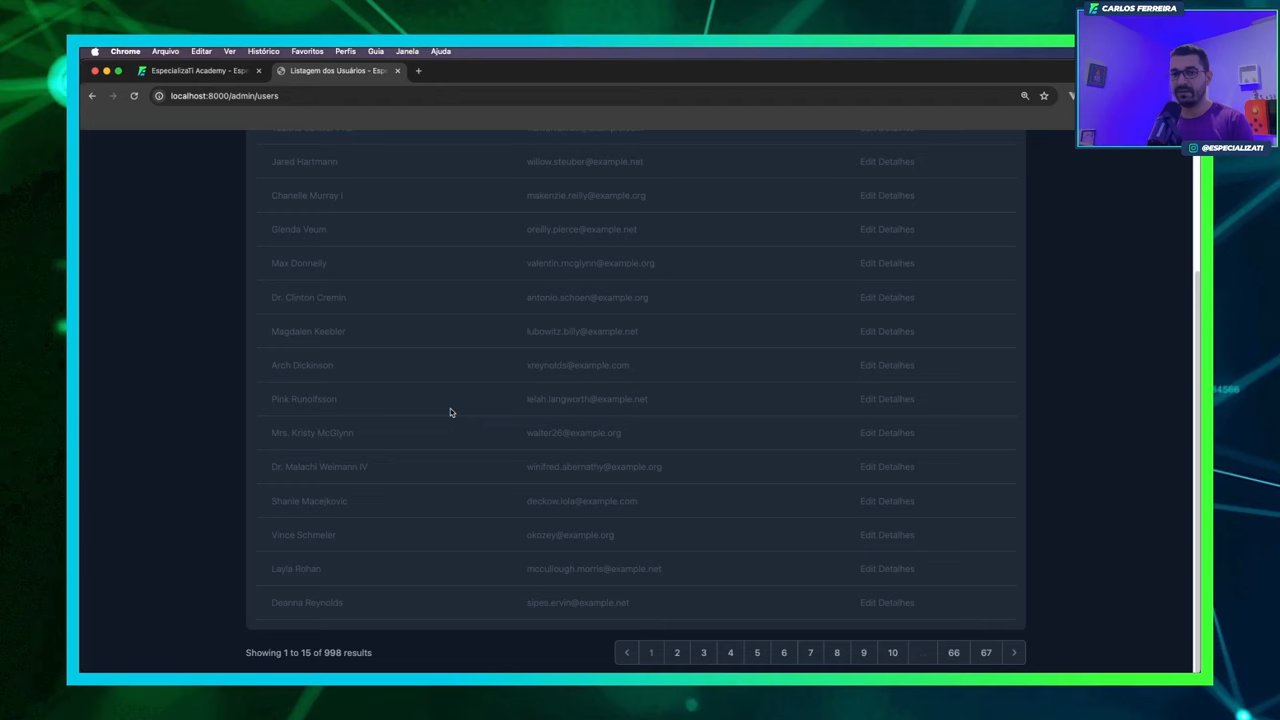 CARLOS FERREIRA
Chrome Arquivo Editar Ver Histórico Favoritos Perfis Guia Janela Ajuda
EspecializaTi Academy - Espe
Listagem dos Usuários - Espe
localhost:8000/admin/users
@ESPECIALIZATI
Jared Hartmann willow.steuber@example.net Edit Detalhes
Chanelle Murray I makenzie.reilly@example.org Edit Detalhes
Glenda Veum oreilly.pierce@example.net Edit Detalhes
Max Donnelly valentin.mcglynn@example.org Edit Detalhes
Dr. Clinton Cremin antonio.schoen@example.org Edit Detalhes
Magdalen Keebler lubowitz.billy@example.net Edit Detalhes
Arch Dickinson vreynolds@example.com Edit Detalhes
Pink Runolfsson lelah.langworth@example.net Edit Detalhes
Mrs. Kristy McGlynn walter26@example.org Edit Detalhes
Dr. Malachi Weimann IV winifred.abernathy@example.org Edit Detalhes
Shanie Macejkovic deckow.iola@example.com Edit Detalhes
Vince Schmeler okozey@example.org Edit Detalhes
Layla Rohan mccullough.morris@example.net Edit Detalhes
Deanna Reynolds sipes.ervin@example.net Edit Detalhes
Showing 1 to 15 of 998 results
1 2 3 4 5 6 7 8 9 10 ... 66 67